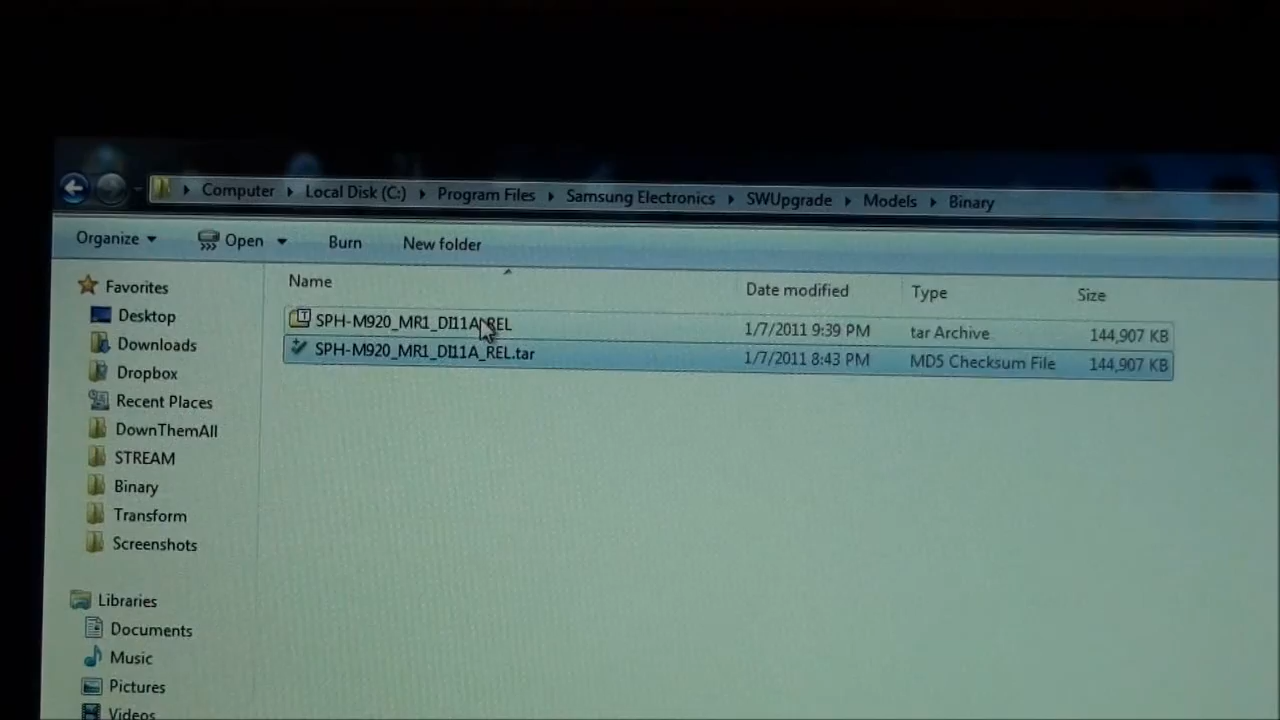 Computer Local Disk (C:) Program Files Samsung Electronics SWUpgrade Models Binary
Organize Open Burn New folder
Name Date modified Type Size
SPH-M920_MR1_DI11A_REL 1/7/2011 9:39 PM tar Archive 144,907 KB
SPH-M920_MR1_DI11A_REL.tar 1/7/2011 8:43 PM MD5 Checksum File 144,907 KB
Favorites
Desktop
Downloads
Dropbox
Recent Places
DownThemAll
STREAM
Binary
Transform
Screenshots
Libraries
Documents
Music
Pictures
Videos